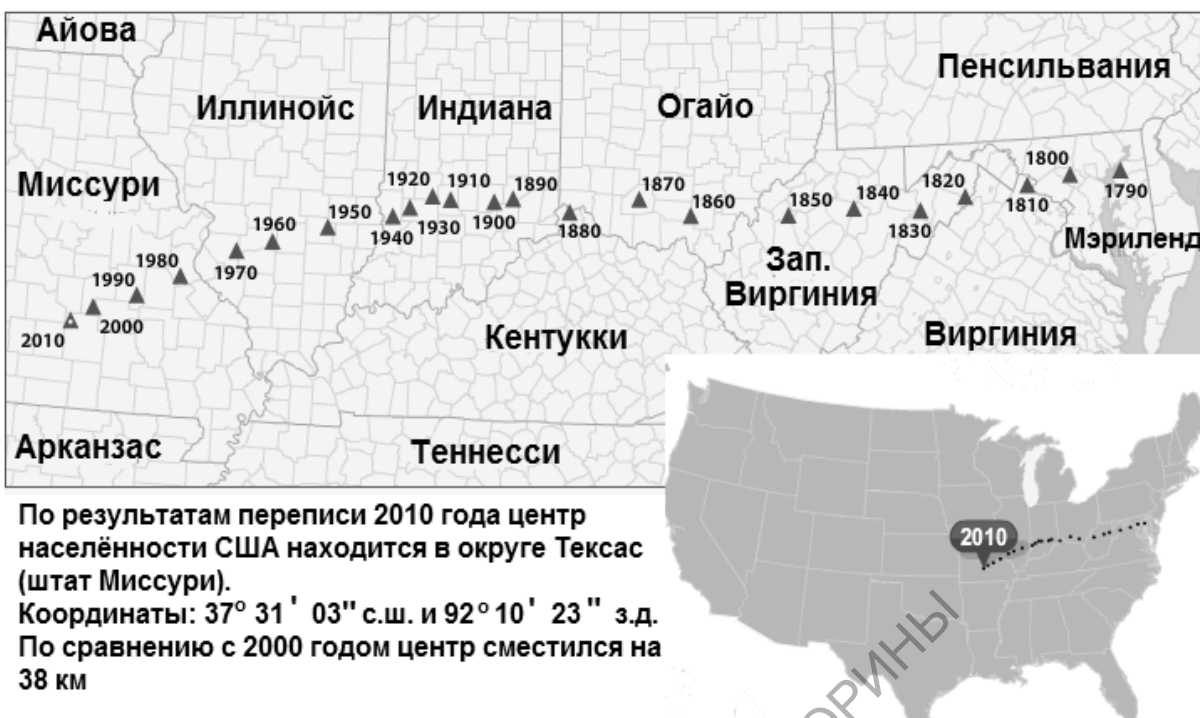 Айова
Пенсильвания
Иллинойс
Индиана
Огайо
1800
1920
1910
1890
1870
1820
1790
Миссури
1960
1950
1860
1850
1840
1810
1940
1930
1900
1880
1830
Мэриленд
1990
1980
1970
Зап.
Виргиния
2010
2000
Кентукки
Виргиния
Арканзас
Теннесси
2010
По результатам переписи 2010 года центр
населённости США находится в округе Тексас
(штат Миссури).
Координаты: 37° 31 ' 03" с.ш. и 92° 10 ' 23 " з.д.
По сравнению с 2000 годом центр сместился на
38 км
ОРИНЫ